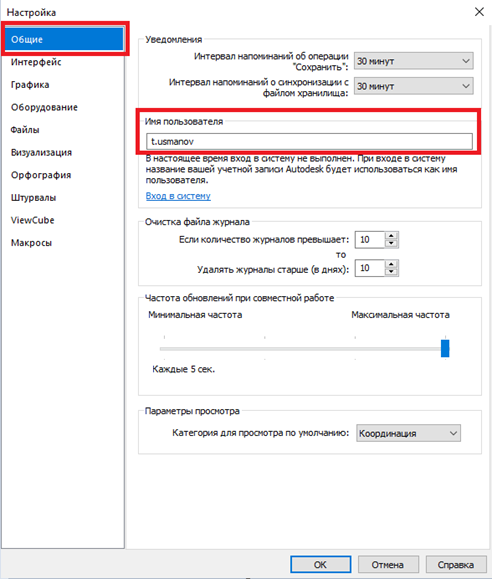 Настройка
Общие
Интерфейс
Графика
Оборудование
Файлы
Визуализация
Орфография
Штурвалы
ViewCube
Макросы
Уведомления
Интервал напоминаний об операции
"Сохранить":
30 минут
Интервал напоминаний о синхронизации с
файлом хранилища:
30 минут
Имя пользователя
t.usmanov
В настоящее время вход в систему не выполнен. При входе в систему
название вашей учетной записи Autodesk будет использоваться как имя
пользователя.
Вход в систему
Очистка файла журнала
Если количество журналов превышает:
10
то
Удалять журналы старше (в днях):
10
Частота обновлений при совместной работе
Минимальная частота
Максимальная частота
Каждые 5 сек.
Параметры просмотра
Категория для просмотра по умолчанию:
Координация
ОК
Отмена
Справка